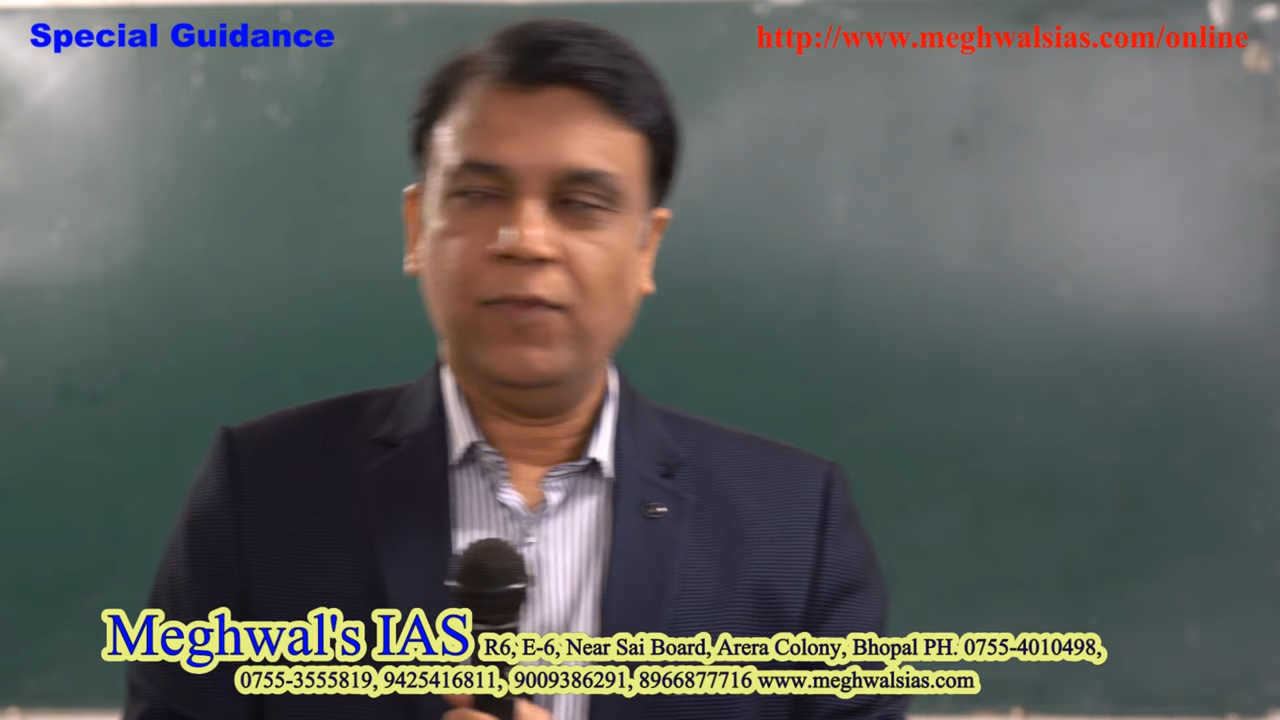 Special Guidance
http://www.meghwalsias.com/online
Meghwal's IAS R6, E-6, Near Sai Board, Arera Colony, Bhopal PH. 0755-4010498,
0755-3555819, 9425416811, 9009386291, 8966877716 www.meghwalsias.com